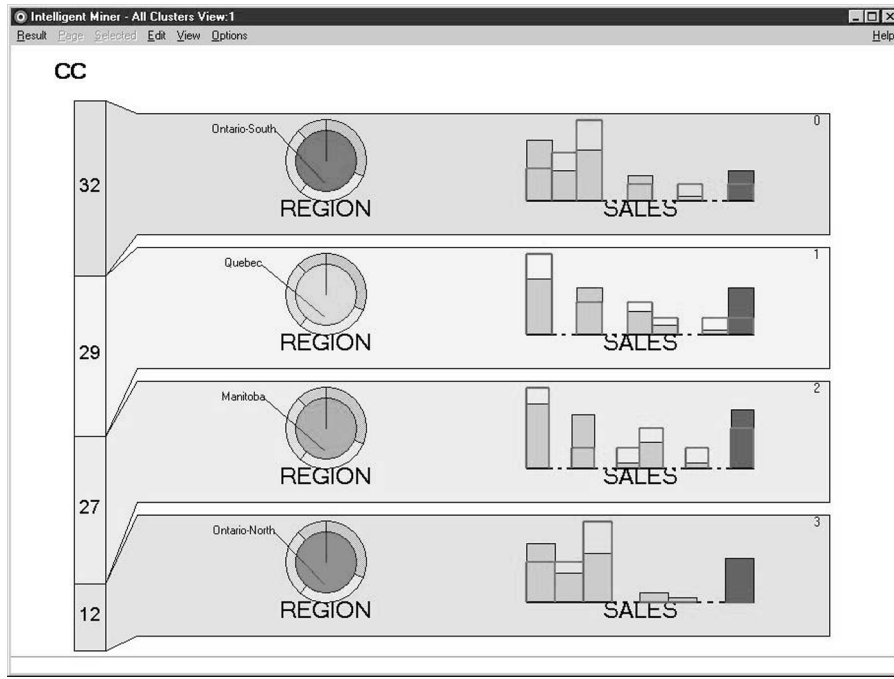 Intelligent Miner - All Clusters View:1
Result Page Selected Edit View Options Help
CC
0
Ontario-South
32
REGION SALES
1
Quebec
REGION SALES
29
2
Manitoba
REGION SALES
27
3
Ontario-North
REGION SALES
12